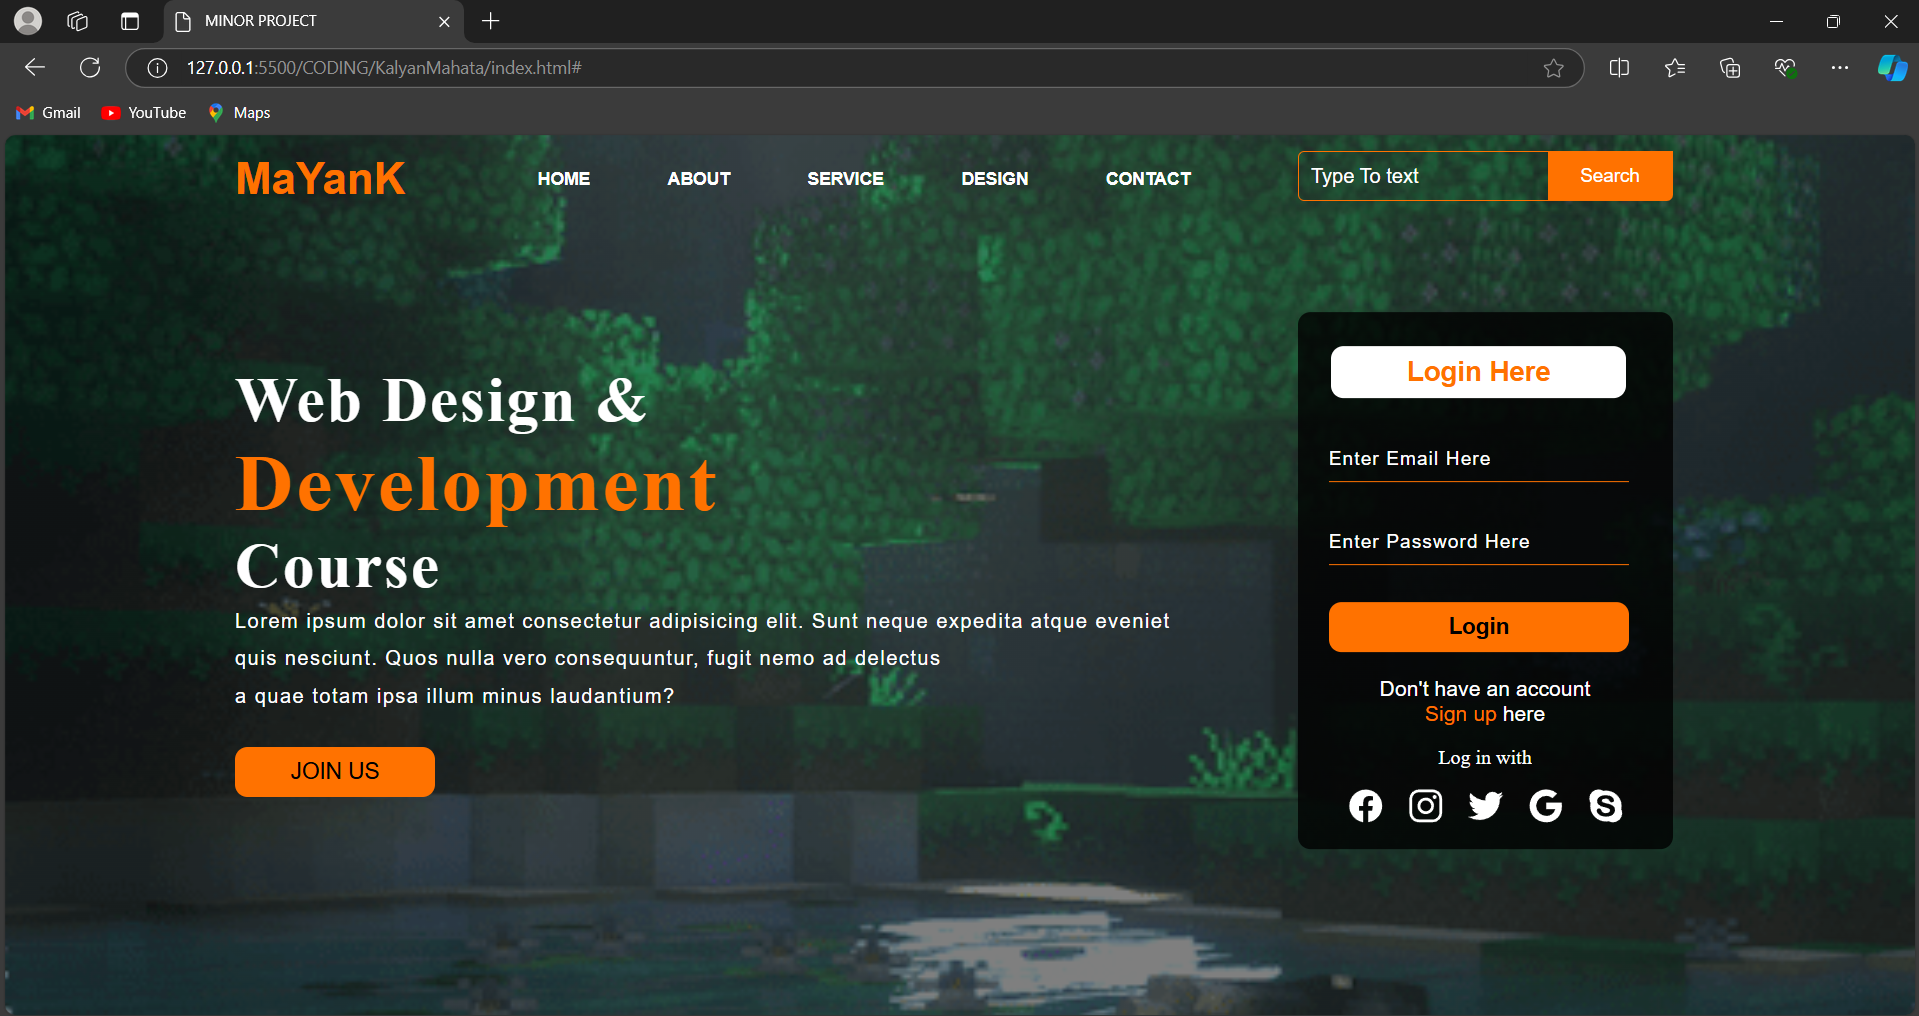 MINOR PROJECT
127.0.0.1:5500/CODING/KalyanMahata/index.html#
Gmail YouTube Maps
MaYanK HOME ABOUT SERVICE DESIGN CONTACT Type To text Search
Web Design &
Development
Course
Lorem ipsum dolor sit amet consectetur adipisicing elit. Sunt neque expedita atque eveniet
quis nesciunt. Quos nulla vero consequuntur, fugit nemo ad delectus
a quae totam ipsa illum minus laudantium?
JOIN US
Login Here
Enter Email Here
Enter Password Here
Login
Don't have an account
Sign up here
Log in with